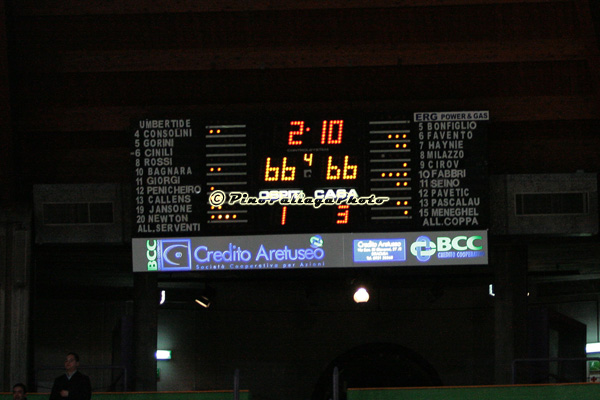 UMBERTIDE
4 CONSOLINI
5 GORINI
6 CINILI
8 ROSSI
10 BAGNARA
11 GIORGI
12 PENICHEIRO
13 CALLENS
19 JANSONE
20 NEWTON
ALL.SERVENTI
2:10
66 4 66
OSPITI CASA
1 3
© PinoPaliagaPhoto ©
ERG POWER & GAS
5 BONFIGLIO
6 FAVENTO
7 HAYNIE
8 MILAZZO
9 CIROV
10 FABBRI
11 SEINO
12 PAVETIC
13 PASCALAU
15 MENEGHEL
ALL.COPPA
BCC Credito Aretuseo
Società Cooperativa per Azioni
Credito Aretuseo
BCC
CREDITO COOPERATIVO